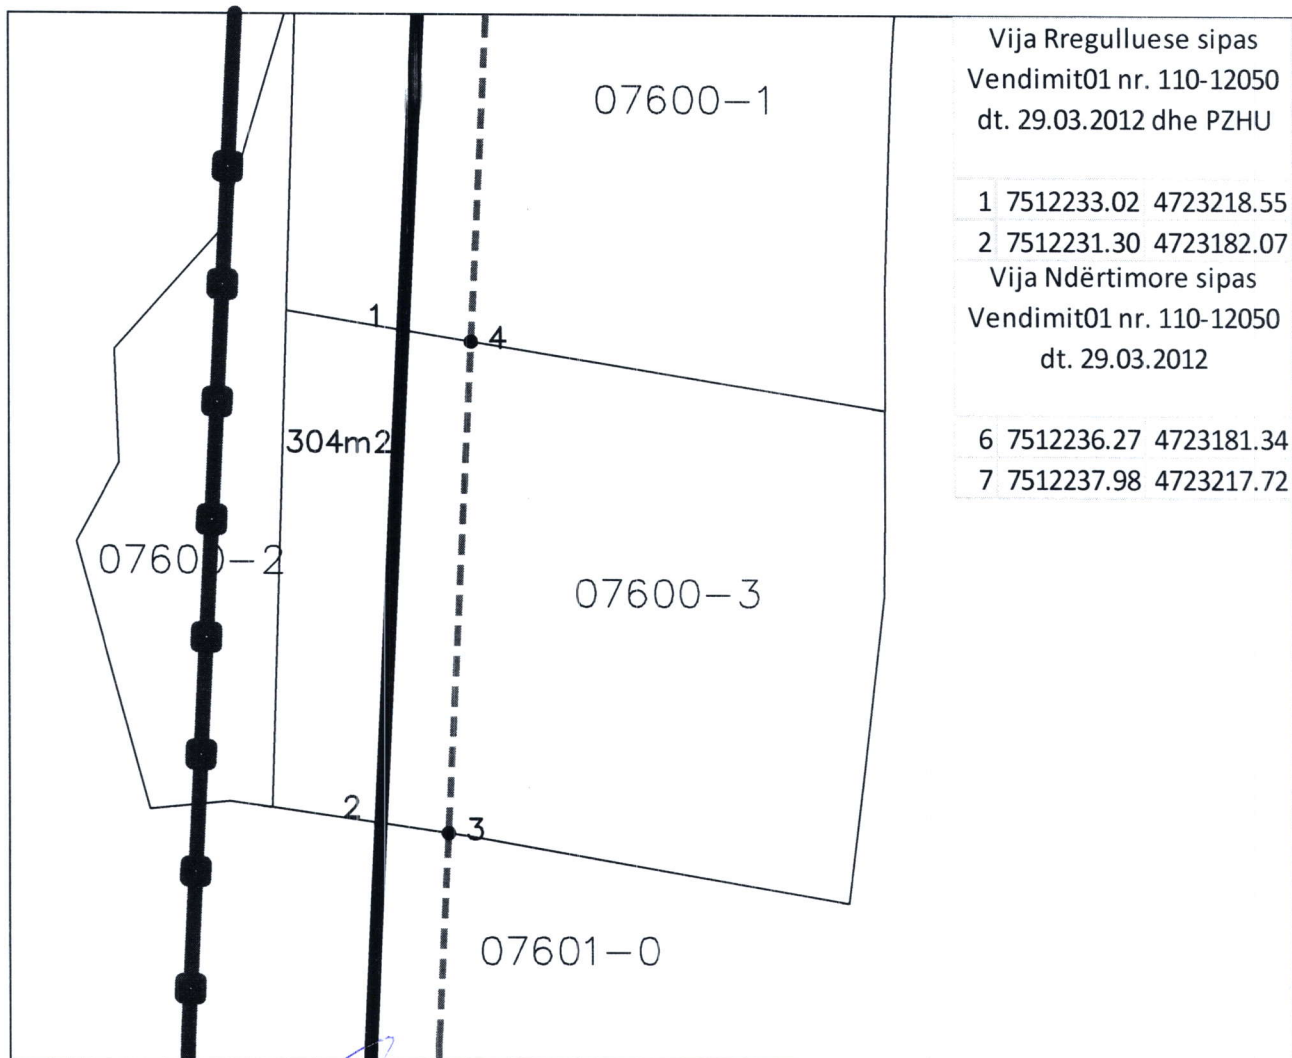 07600-1
1
4
304m2
07600-2
07600-3
2
3
07601-0
Vija Rregulluese sipas
Vendimit01 nr. 110-12050
dt. 29.03.2012 dhe PZHU
1 7512233.02 4723218.55
2 7512231.30 4723182.07
Vija Ndërtimore sipas
Vendimit01 nr. 110-12050
dt. 29.03.2012
6 7512236.27 4723181.34
7 7512237.98 4723217.72